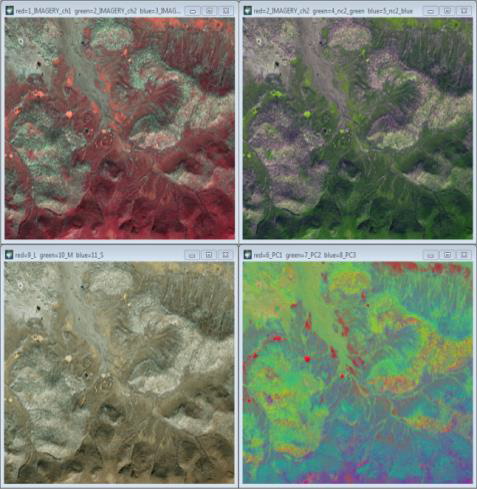 red=1_IMAGERY_ch1 green=2_IMAGERY_ch2 blue=3_IMAG...
red=2_IMAGERY_ch2 green=4_nc2_green blue=5_nc2_blue
red=9_L green=10_M blue=11_S
red=6_PC1 green=7_PC2 blue=8_PC3